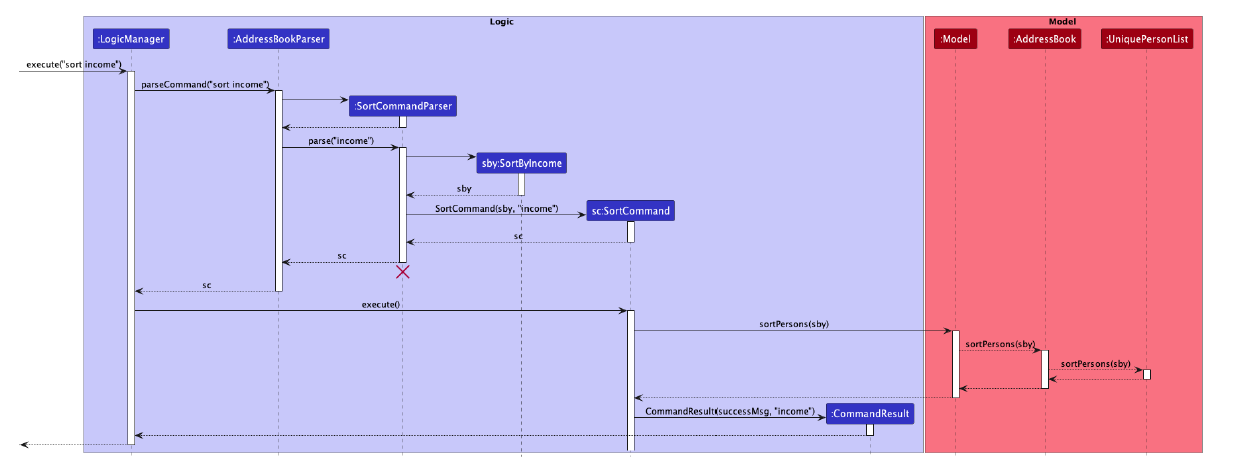 Logic
Model
:LogicManager
:AddressBookParser
:Model
:AddressBook
:UniquePersonList
execute("sort income")
parseCommand("sort income")
:SortCommandParser
parse("income")
sby:SortByIncome
sby
SortCommand(sby, "income")
sc:SortCommand
sc
sc
sc
execute()
sortPersons(sby)
sortPersons(sby)
sortPersons(sby)
CommandResult(successMsg, "income")
:CommandResult